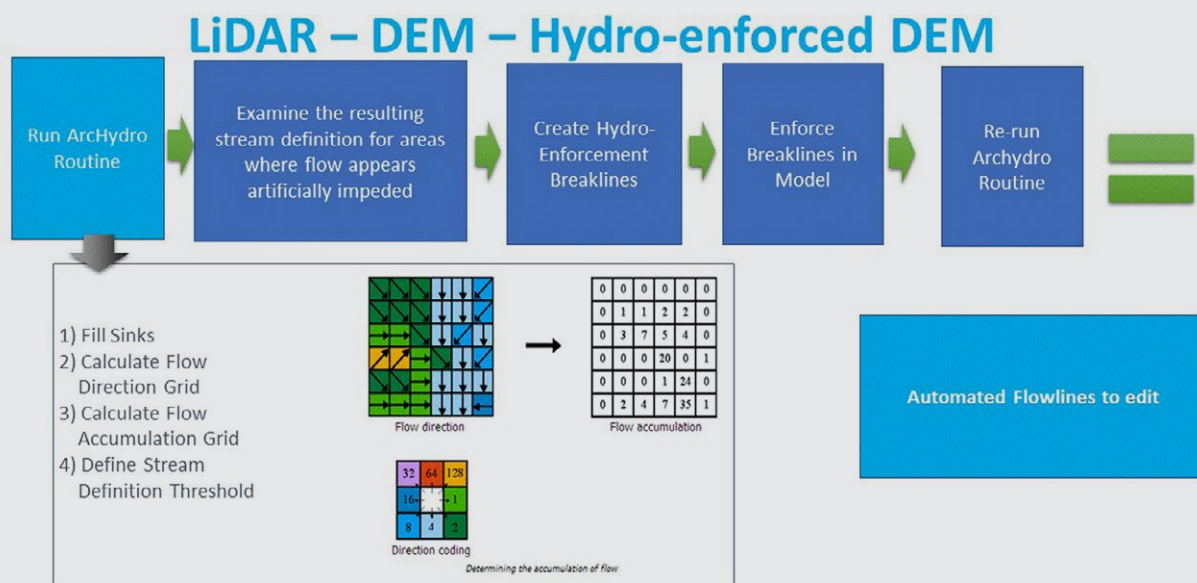 LiDAR – DEM – Hydro-enforced DEM
Run ArcHydro
Routine
Examine the resulting
stream definition for areas
where flow appears
artificially impeded
Create Hydro-
Enforcement
Breaklines
Enforce
Breaklines in
Model
Re-run
Archydro
Routine
1) Fill Sinks
2) Calculate Flow
Direction Grid
3) Calculate Flow
Accumulation Grid
4) Define Stream
Definition Threshold
Flow direction
0 0 0 0 0 0
0 1 1 2 2 0
0 3 7 5 4 0
0 0 0 20 0 1
0 0 0 1 24 0
0 2 4 7 35 1
Flow accumulation
32 64 128
16 1
8 4 2
Direction coding
Determining the accumulation of flow
Automated Flowlines to edit